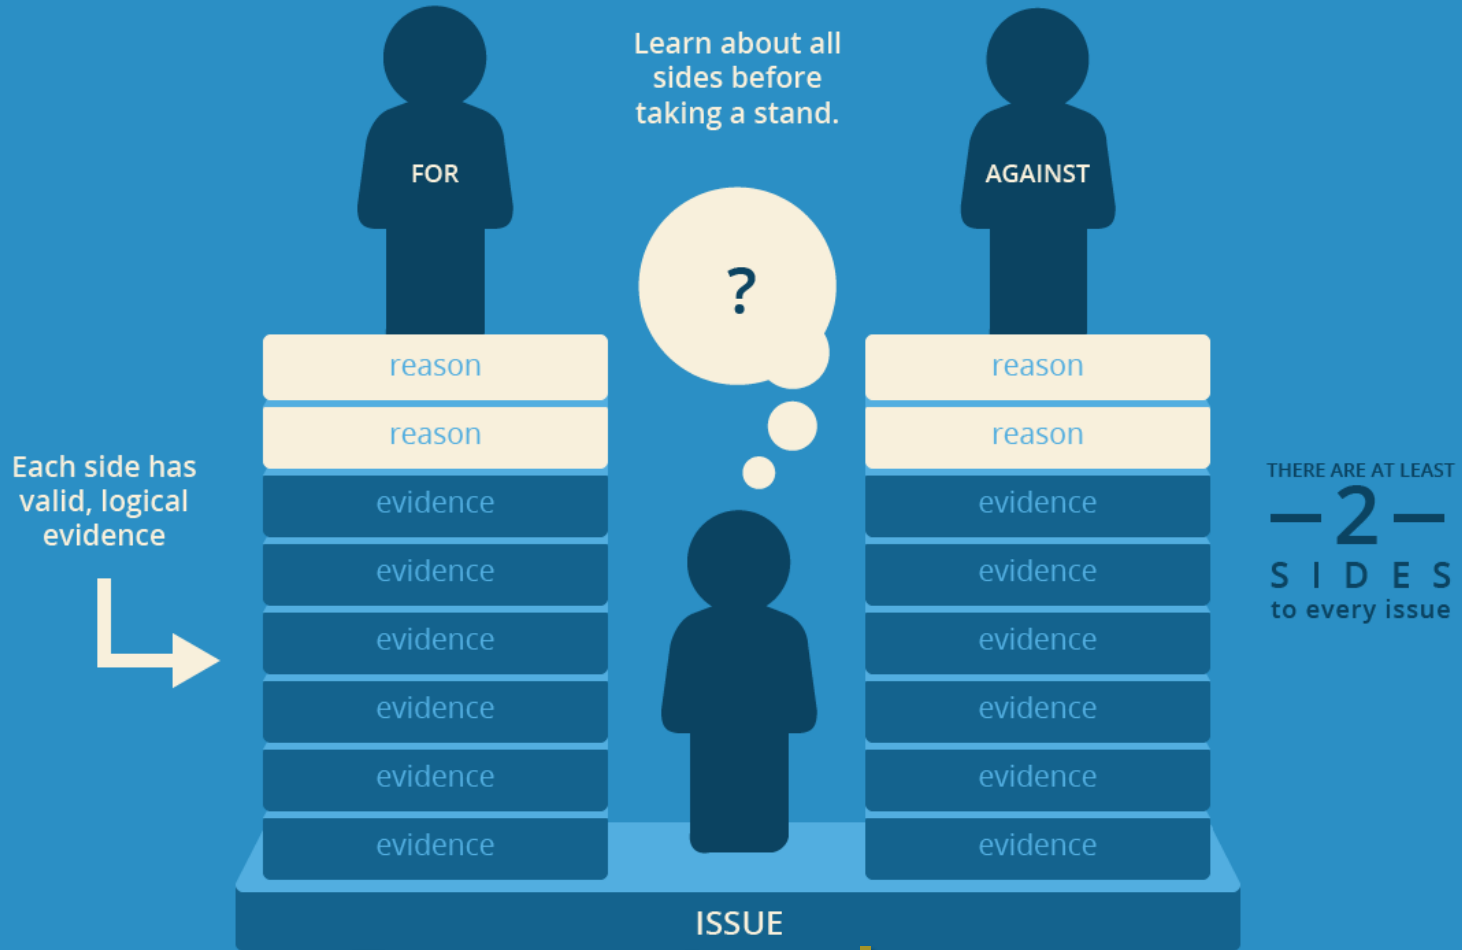 Learn about all
sides before
taking a stand.
FOR
AGAINST
?
reason
reason
evidence
evidence
evidence
evidence
evidence
evidence
reason
reason
evidence
evidence
evidence
evidence
evidence
evidence
Each side has
valid, logical
evidence
THERE ARE AT LEAST
2
SIDES
to every issue
ISSUE